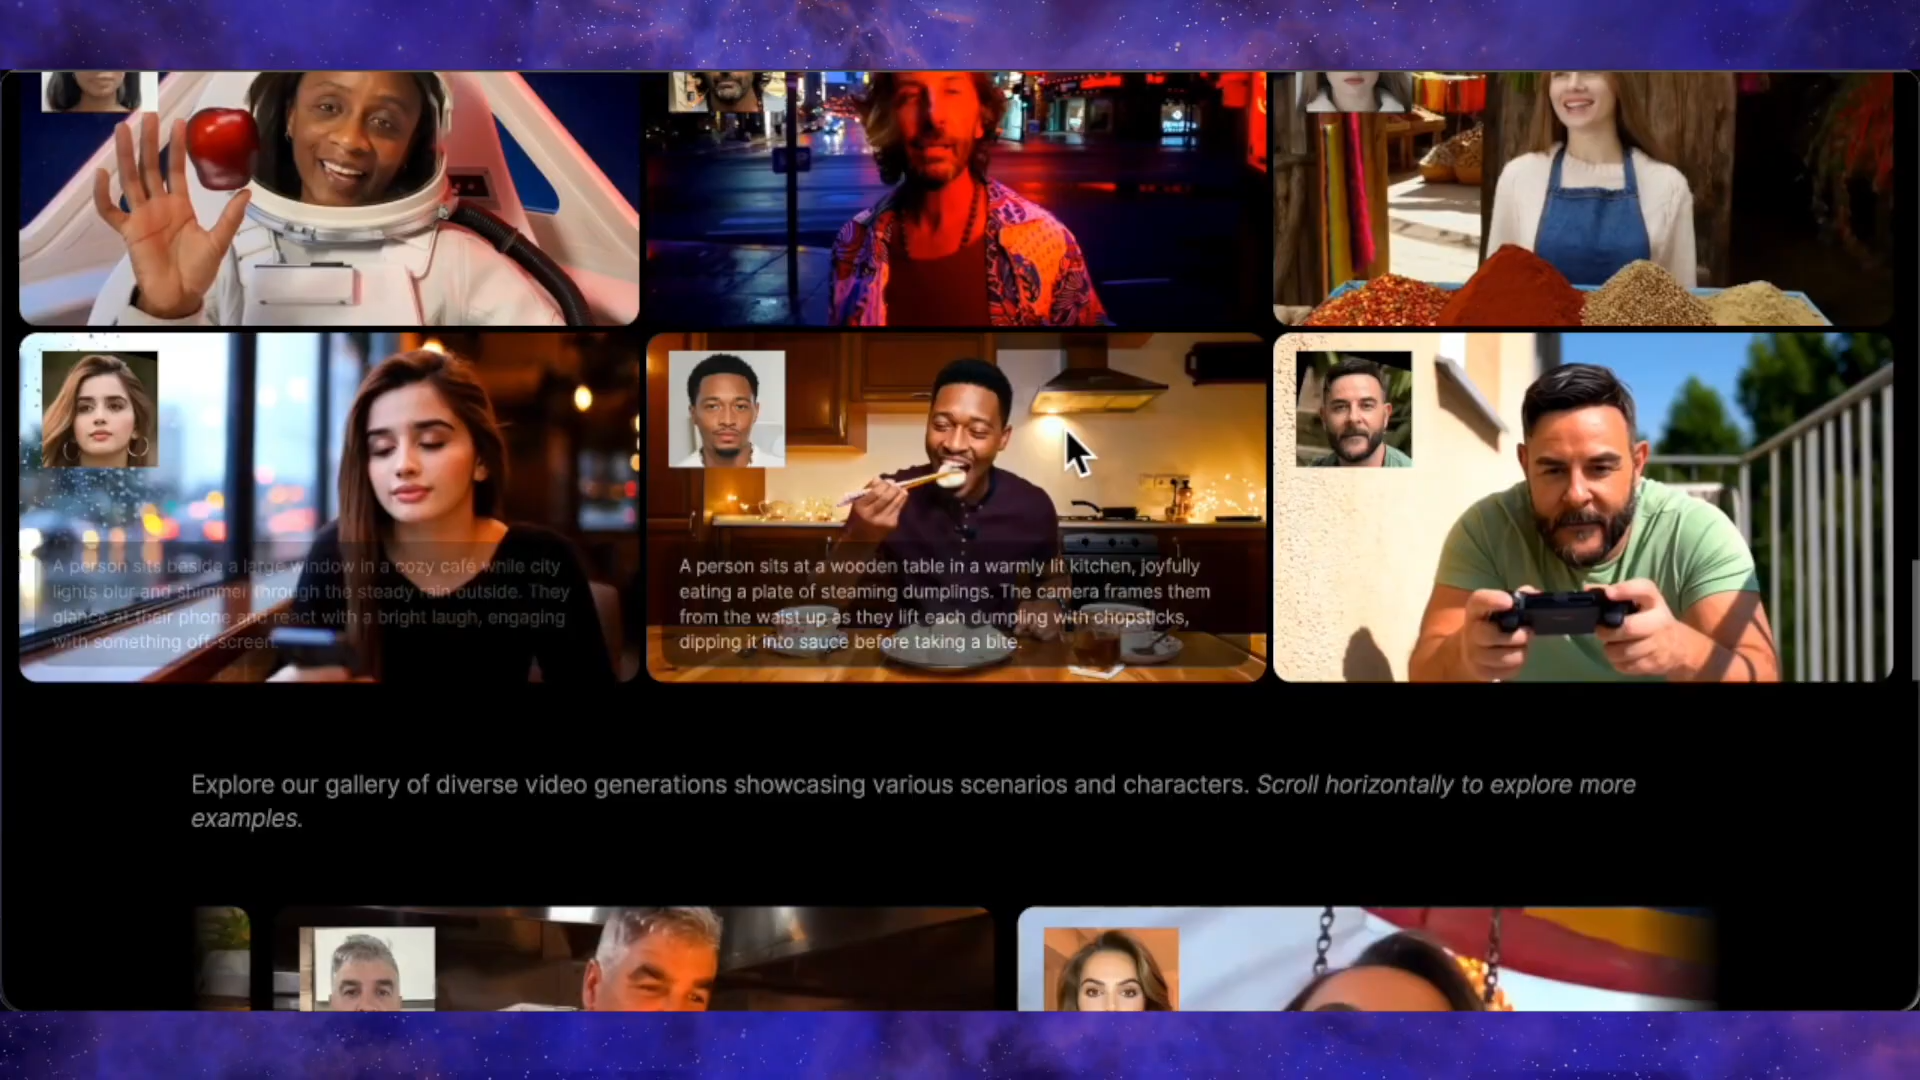 A person sits beside a large window in a cozy café while city
lights blur and shimmer through the steady rain outside. They
glance at their phone and react with a bright laugh, engaging
with something off-screen.
A person sits at a wooden table in a warmly lit kitchen, joyfully
eating a plate of steaming dumplings. The camera frames them
from the waist up as they lift each dumpling with chopsticks,
dipping it into sauce before taking a bite.
Explore our gallery of diverse video generations showcasing various scenarios and characters. Scroll horizontally to explore more
examples.